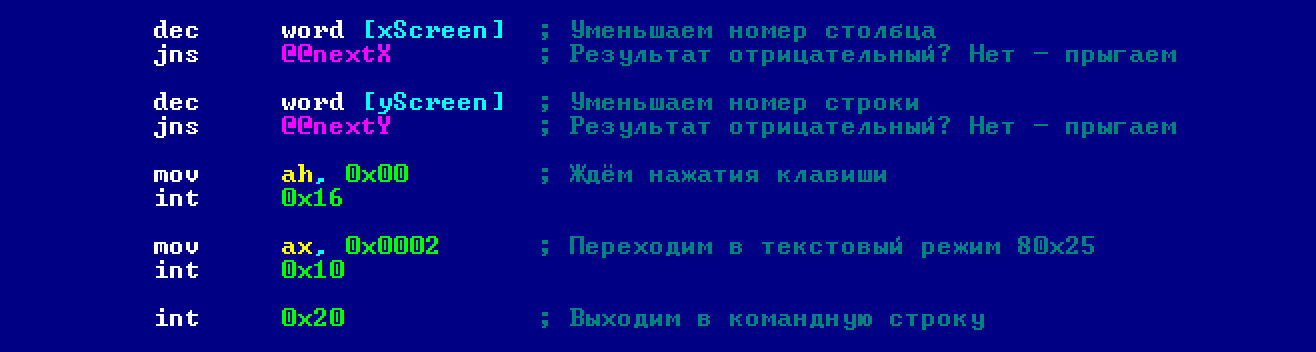 dec word [xScreen] ; Уменьшаем номер столбца
jns @@nextX ; Результат отрицательный? Нет - прыгаем
dec word [yScreen] ; Уменьшаем номер строки
jns @@nextY ; Результат отрицательный? Нет - прыгаем
mov ah, 0x00 ; Ждём нажатия клавиши
int 0x16
mov ax, 0x0002 ; Переходим в текстовый режим 80x25
int 0x10
int 0x20 ; Выходим в командную строку